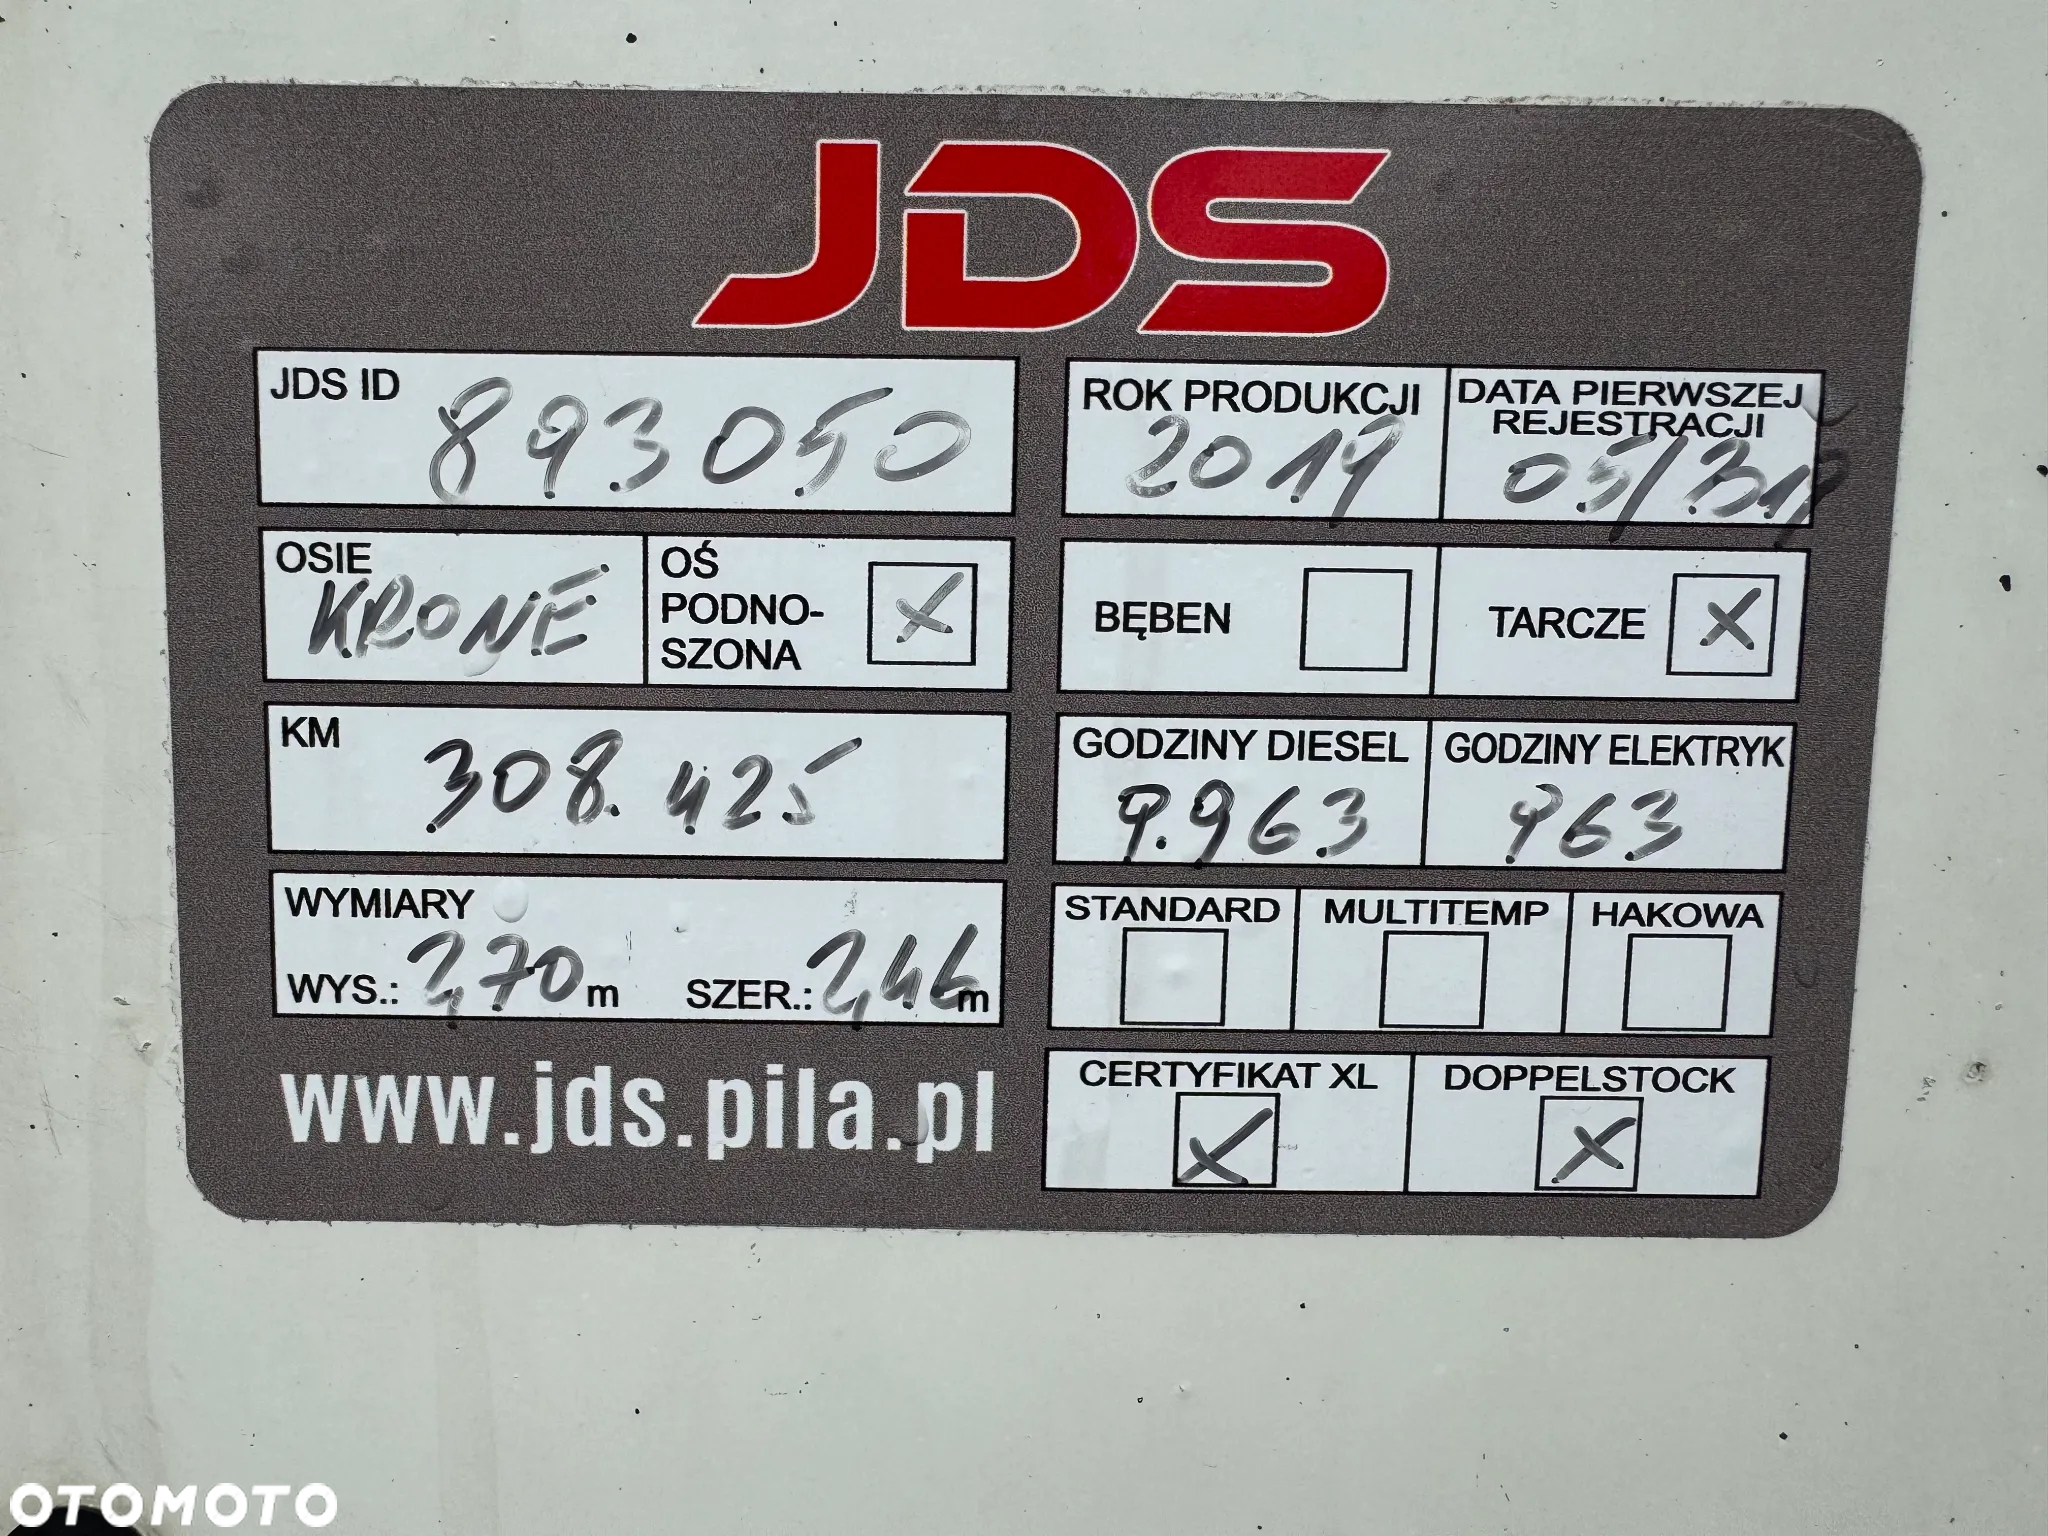 JDS
JDS ID 893050
ROK PRODUKCJI
2019
DATA PIERWSZEJ
REJESTRACJI
OSIE
KRONE
OŚ
PODNO-
SZONA X
BĘBEN
TARCZE X
KM
308.425
GODZINY DIESEL
9.963
GODZINY ELEKTRYK
963
WYMIARY
WYS.: 2,70 m SZER.: 2,46 m
STANDARD
MULTITEMP
HAKOWA
CERTYFIKAT XL
X
DOPPELSTOCK
X
www.jds.pila.pl
OTOMOTO